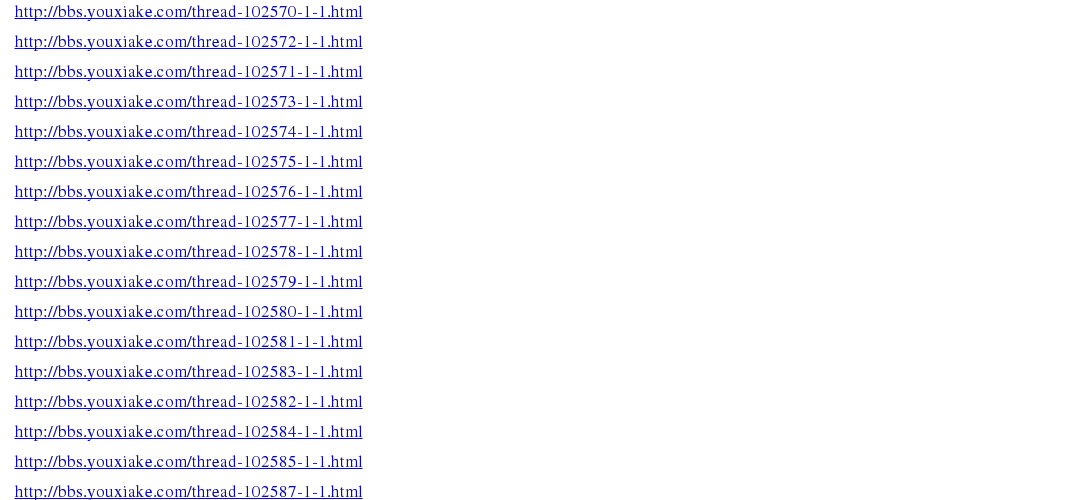 http://bbs.youxiake.com/thread-102570-1-1.html
http://bbs.youxiake.com/thread-102572-1-1.html
http://bbs.youxiake.com/thread-102571-1-1.html
http://bbs.youxiake.com/thread-102573-1-1.html
http://bbs.youxiake.com/thread-102574-1-1.html
http://bbs.youxiake.com/thread-102575-1-1.html
http://bbs.youxiake.com/thread-102576-1-1.html
http://bbs.youxiake.com/thread-102577-1-1.html
http://bbs.youxiake.com/thread-102578-1-1.html
http://bbs.youxiake.com/thread-102579-1-1.html
http://bbs.youxiake.com/thread-102580-1-1.html
http://bbs.youxiake.com/thread-102581-1-1.html
http://bbs.youxiake.com/thread-102583-1-1.html
http://bbs.youxiake.com/thread-102582-1-1.html
http://bbs.youxiake.com/thread-102584-1-1.html
http://bbs.youxiake.com/thread-102585-1-1.html
http://bbs.youxiake.com/thread-102587-1-1.html